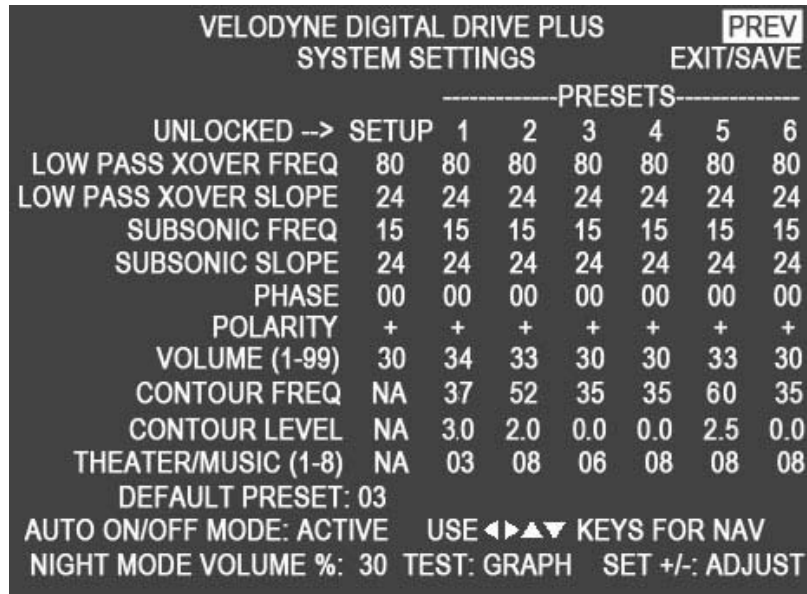 VELODYNE DIGITAL DRIVE PLUS PREV
SYSTEM SETTINGS EXIT/SAVE
-------------PRESETS--------------
UNLOCKED --> SETUP 1 2 3 4 5 6
LOW PASS XOVER FREQ 80 80 80 80 80 80 80
LOW PASS XOVER SLOPE 24 24 24 24 24 24 24
SUBSONIC FREQ 15 15 15 15 15 15 15
SUBSONIC SLOPE 24 24 24 24 24 24 24
PHASE 00 00 00 00 00 00 00
POLARITY + + + + + + +
VOLUME (1-99) 30 34 33 30 30 33 30
CONTOUR FREQ NA 37 52 35 35 60 35
CONTOUR LEVEL NA 3.0 2.0 0.0 0.0 2.5 0.0
THEATER/MUSIC (1-8) NA 03 08 06 08 08 08
DEFAULT PRESET: 03
AUTO ON/OFF MODE: ACTIVE USE ◀▶▲▼ KEYS FOR NAV
NIGHT MODE VOLUME %: 30 TEST: GRAPH SET +/-: ADJUST